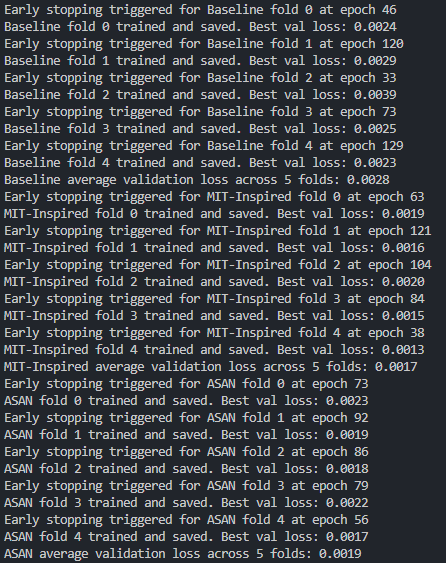 Early stopping triggered for Baseline fold 0 at epoch 46
Baseline fold 0 trained and saved. Best val loss: 0.0024
Early stopping triggered for Baseline fold 1 at epoch 120
Baseline fold 1 trained and saved. Best val loss: 0.0029
Early stopping triggered for Baseline fold 2 at epoch 33
Baseline fold 2 trained and saved. Best val loss: 0.0039
Early stopping triggered for Baseline fold 3 at epoch 73
Baseline fold 3 trained and saved. Best val loss: 0.0025
Early stopping triggered for Baseline fold 4 at epoch 129
Baseline fold 4 trained and saved. Best val loss: 0.0023
Baseline average validation loss across 5 folds: 0.0028
Early stopping triggered for MIT-Inspired fold 0 at epoch 63
MIT-Inspired fold 0 trained and saved. Best val loss: 0.0019
Early stopping triggered for MIT-Inspired fold 1 at epoch 121
MIT-Inspired fold 1 trained and saved. Best val loss: 0.0016
Early stopping triggered for MIT-Inspired fold 2 at epoch 104
MIT-Inspired fold 2 trained and saved. Best val loss: 0.0020
Early stopping triggered for MIT-Inspired fold 3 at epoch 84
MIT-Inspired fold 3 trained and saved. Best val loss: 0.0015
Early stopping triggered for MIT-Inspired fold 4 at epoch 38
MIT-Inspired fold 4 trained and saved. Best val loss: 0.0013
MIT-Inspired average validation loss across 5 folds: 0.0017
Early stopping triggered for ASAN fold 0 at epoch 73
ASAN fold 0 trained and saved. Best val loss: 0.0023
Early stopping triggered for ASAN fold 1 at epoch 92
ASAN fold 1 trained and saved. Best val loss: 0.0019
Early stopping triggered for ASAN fold 2 at epoch 86
ASAN fold 2 trained and saved. Best val loss: 0.0018
Early stopping triggered for ASAN fold 3 at epoch 79
ASAN fold 3 trained and saved. Best val loss: 0.0022
Early stopping triggered for ASAN fold 4 at epoch 56
ASAN fold 4 trained and saved. Best val loss: 0.0017
ASAN average validation loss across 5 folds: 0.0019